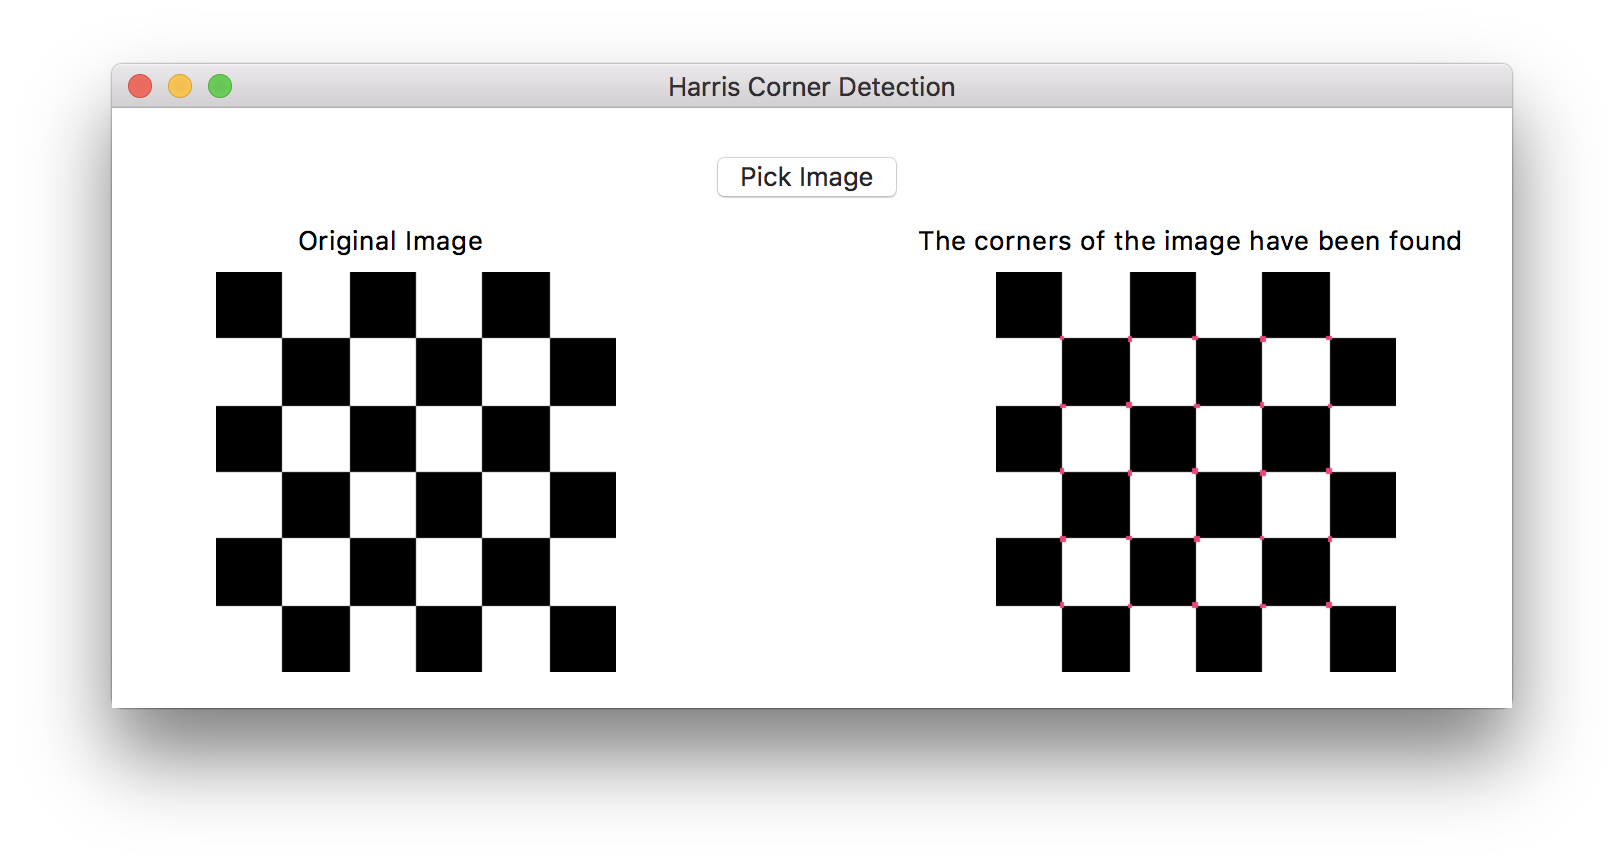 Harris Corner Detection
Pick Image
Original Image
The corners of the image have been found